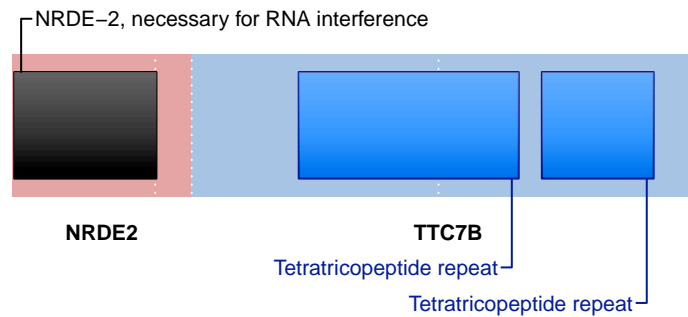 NRDE−2, necessary for RNA interference
NRDE2
TTC7B
Tetratricopeptide repeat
Tetratricopeptide repeat